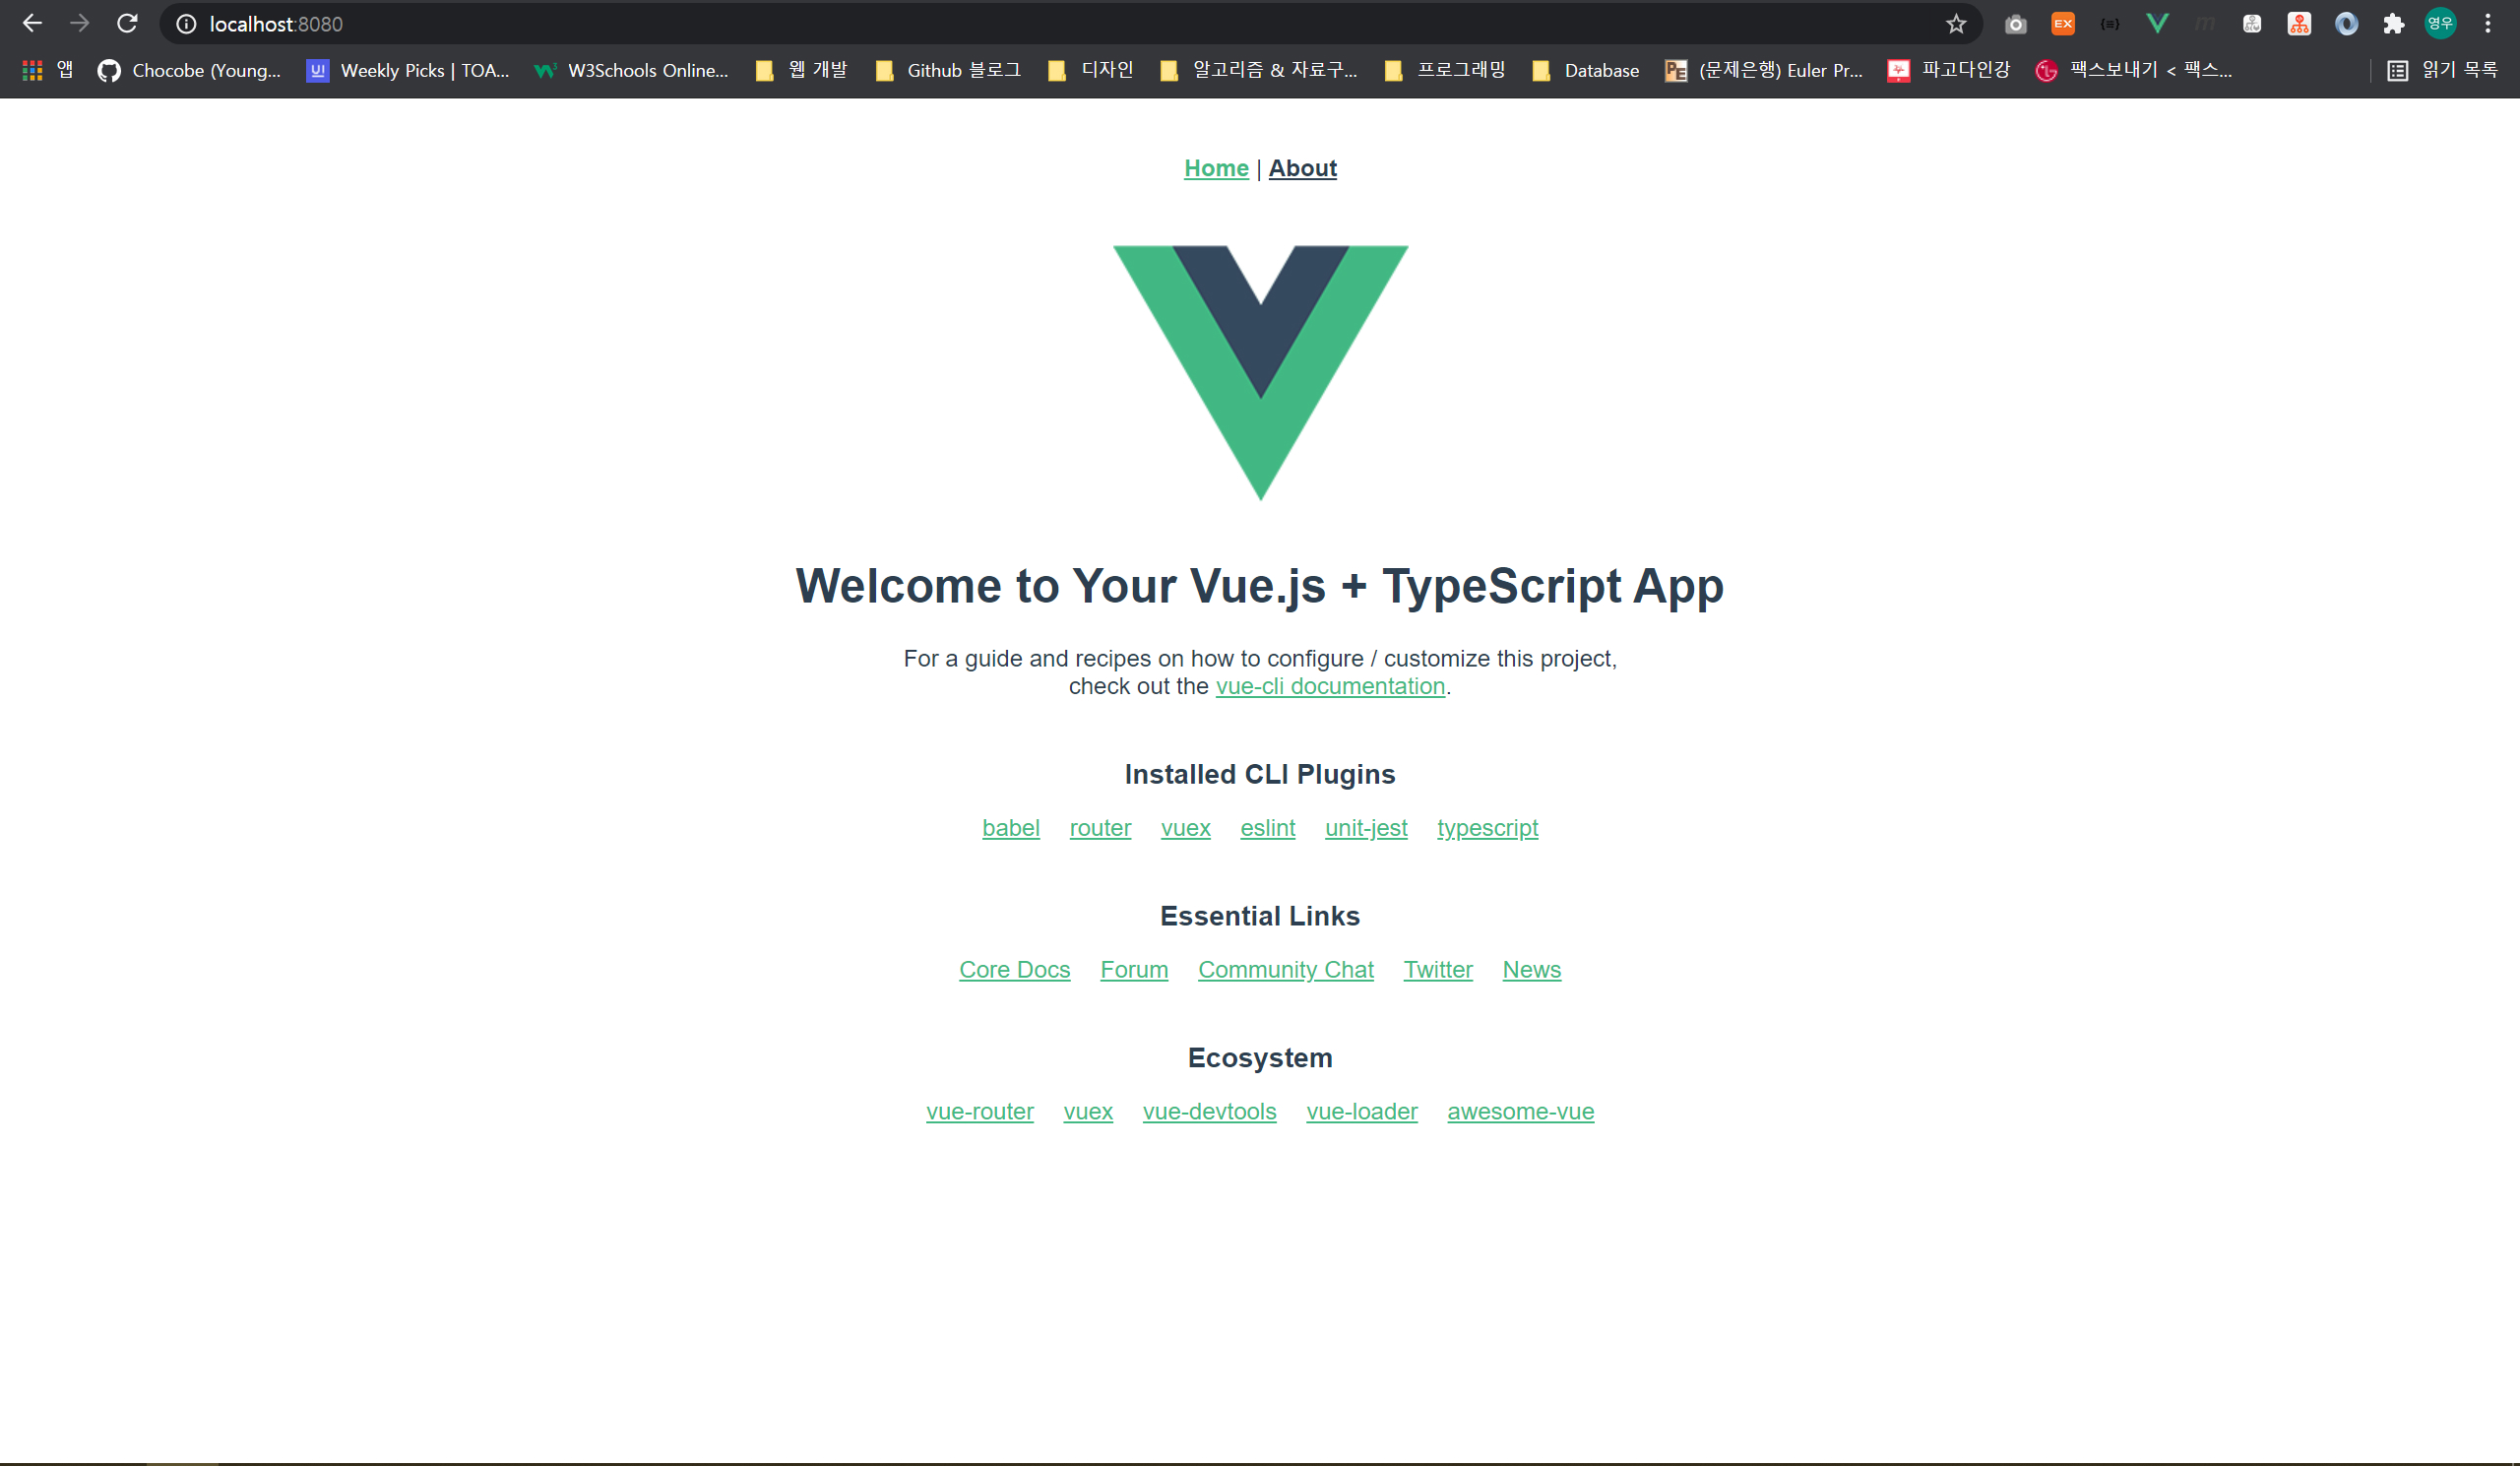 localhost:8080
EX 영우
앱 Chocobe (Young... UI Weekly Picks | TOA... W3Schools Online... 웹 개발 Github 블로그 디자인 알고리즘 & 자료구... 프로그래밍 Database PE (문제은행) Euler Pr... 파고다인강 팩스보내기 < 팩스... 읽기 목록
Home | About
Welcome to Your Vue.js + TypeScript App
For a guide and recipes on how to configure / customize this project,
check out the vue-cli documentation.
Installed CLI Plugins
babel router vuex eslint unit-jest typescript
Essential Links
Core Docs Forum Community Chat Twitter News
Ecosystem
vue-router vuex vue-devtools vue-loader awesome-vue